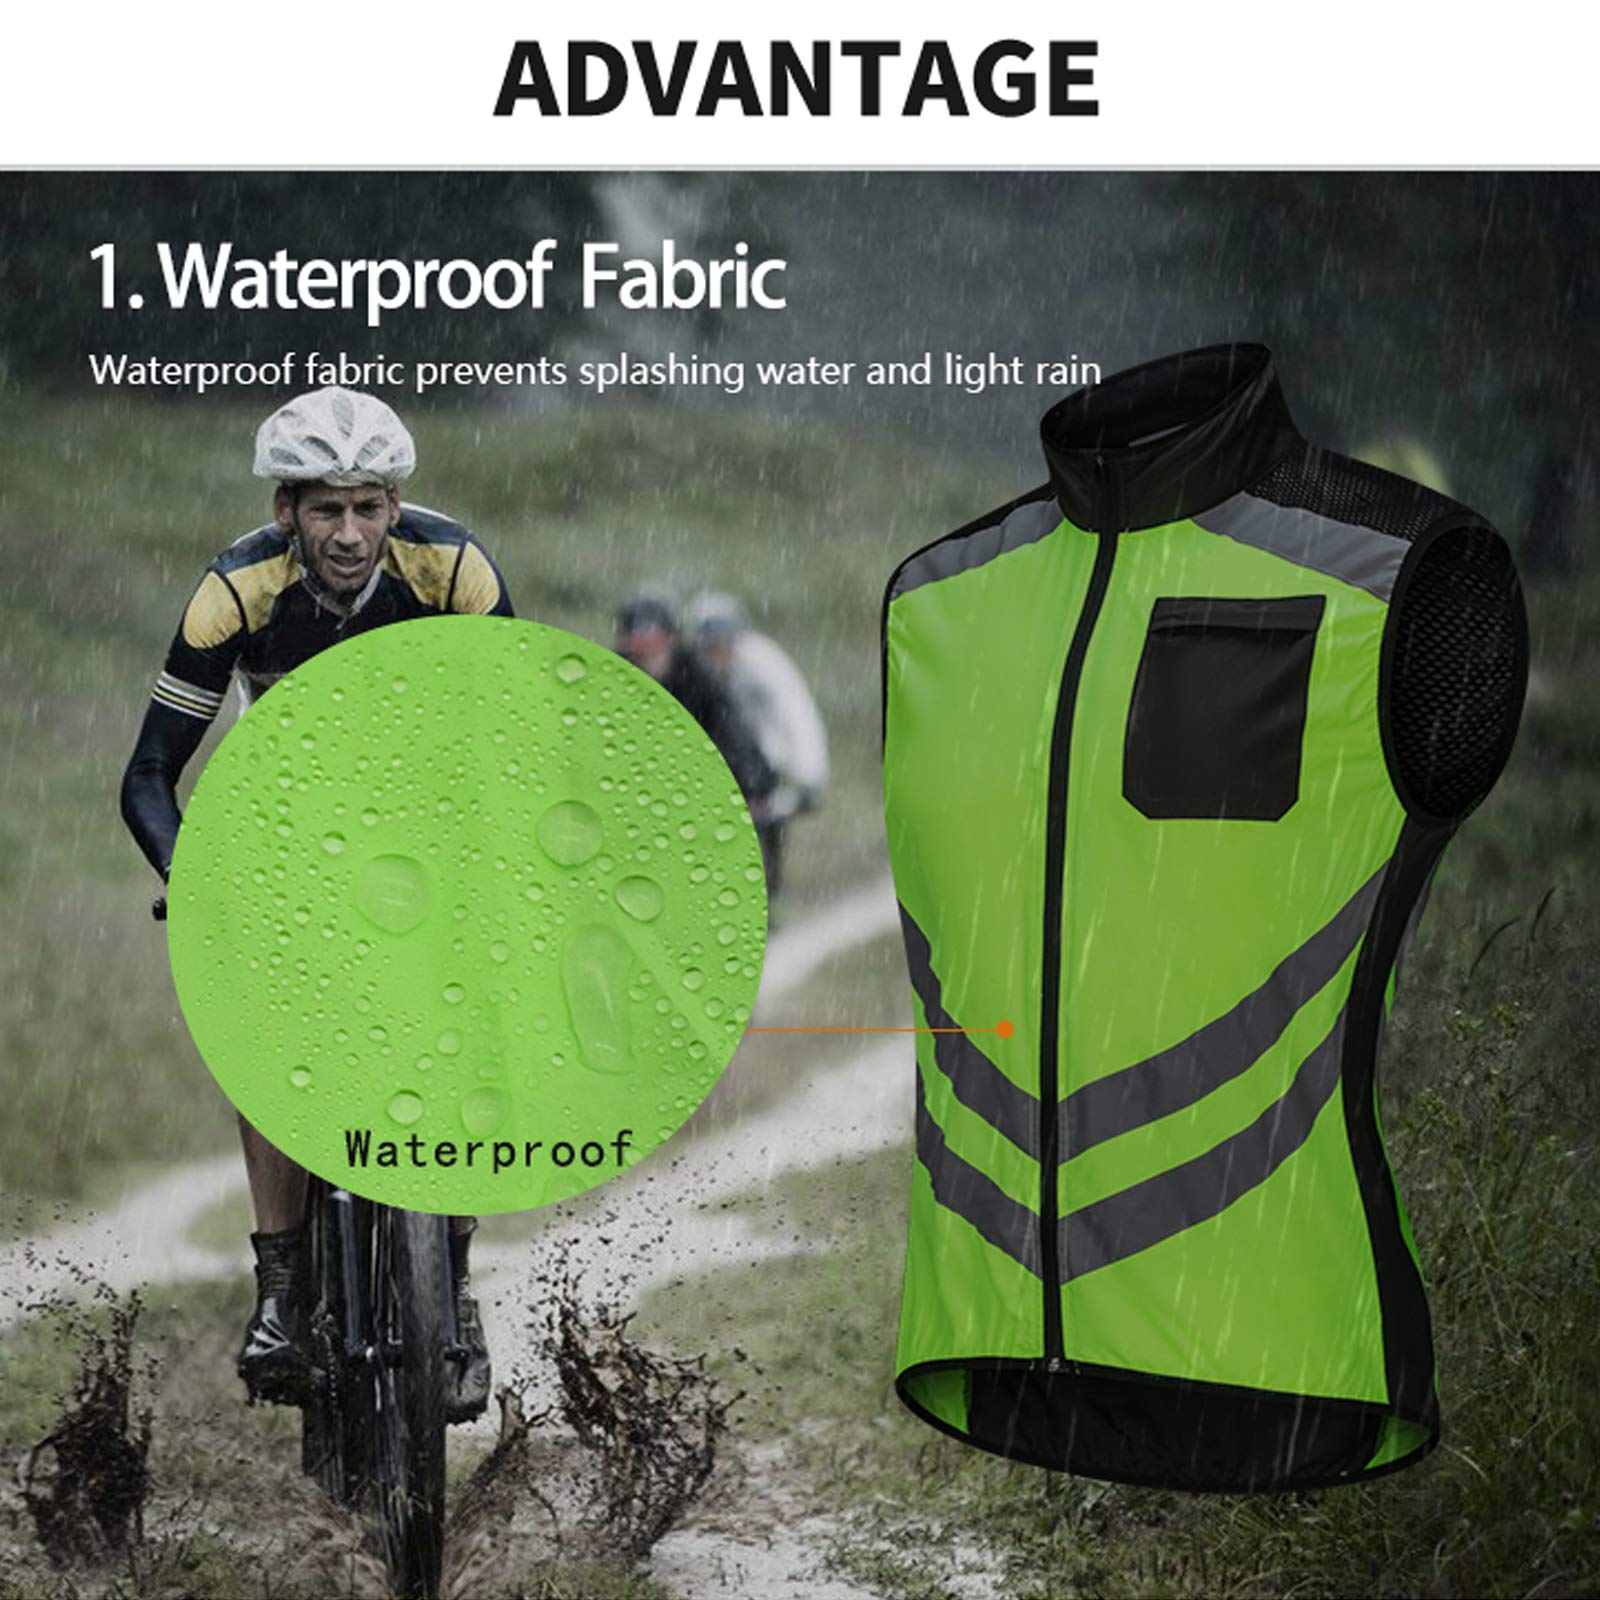 ADVANTAGE
1. Waterproof Fabric
Waterproof fabric prevents splashing water and light rain
Waterproof